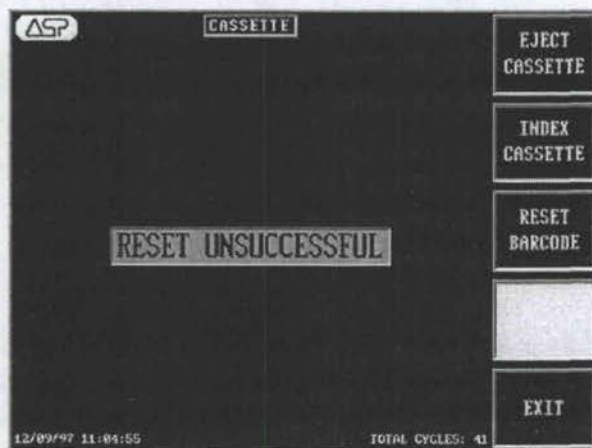 ASP
CASSETTE
EJECT
CASSETTE
INDEX
CASSETTE
RESET
BARCODE
RESET UNSUCCESSFUL
EXIT
12/09/97 11:04:55
TOTAL CYCLES: 41